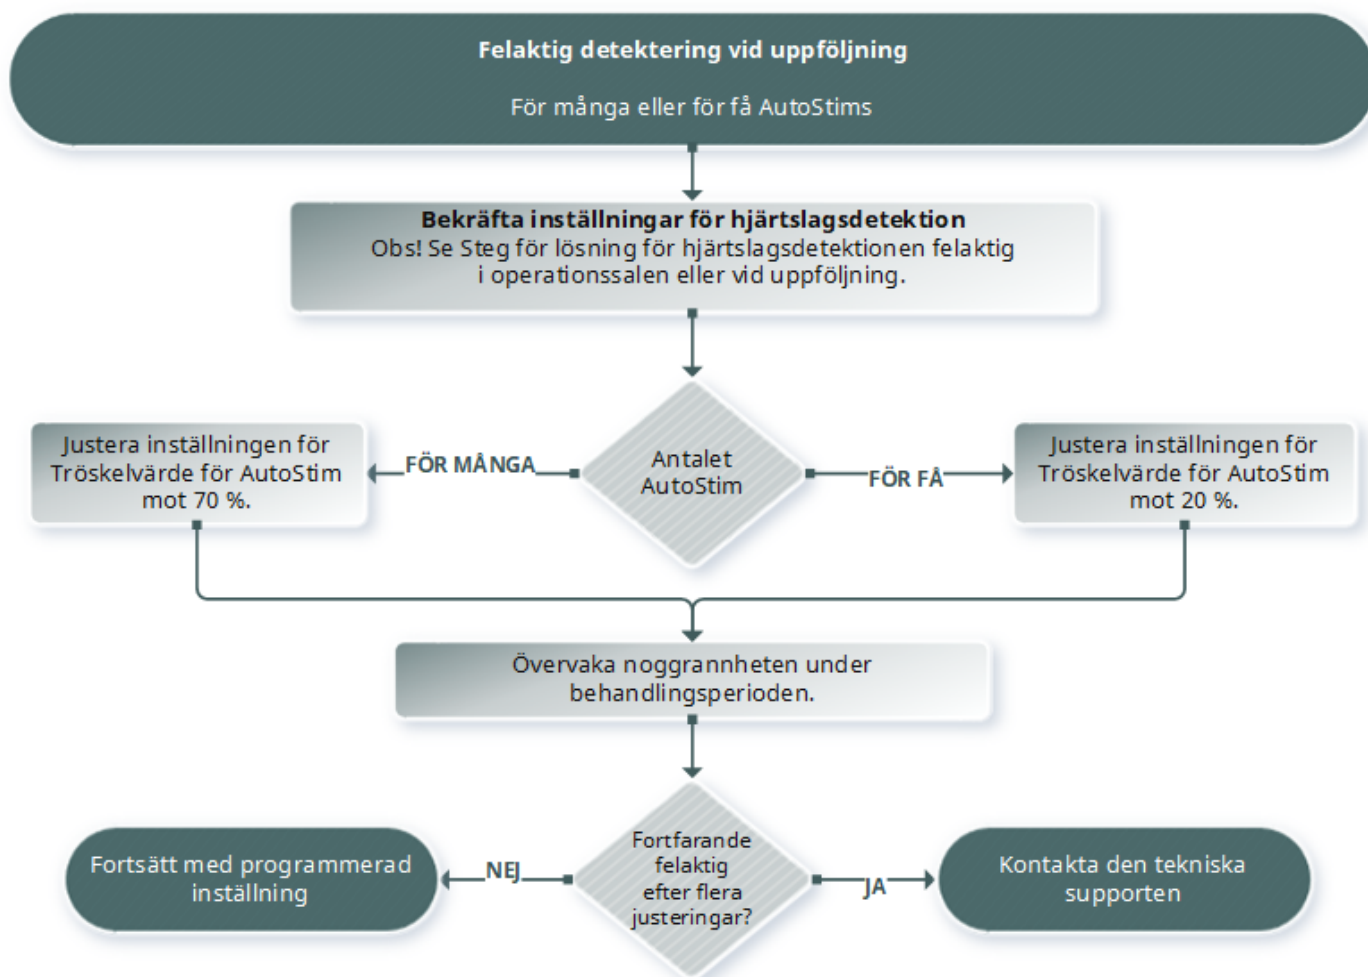 Felaktig detektering vid uppföljning
För många eller för få AutoStims
Bekräfta inställningar för hjärtslagsdetektion
Obs! Se Steg för lösning för hjärtslagsdetektionen felaktig
i operationssalen eller vid uppföljning.
Antalet
AutoStim
FÖR MÅNGA
Justera inställningen för
Tröskelvärde för AutoStim
mot 70 %.
FÖR FÅ
Justera inställningen för
Tröskelvärde för AutoStim
mot 20 %.
Övervaka noggrannheten under
behandlingsperioden.
Fortfarande
felaktig
efter flera
justeringar?
NEJ
Fortsätt med programmerad
inställning
JA
Kontakta den tekniska
supporten